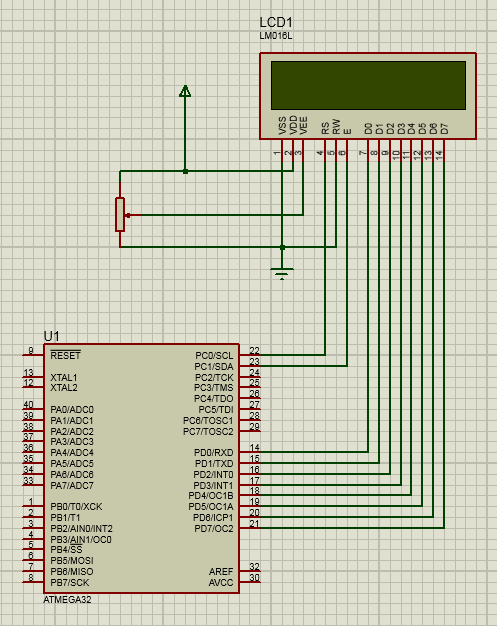 LCD1
LM016L
VSS VDD VEE RS RW E D0 D1 D2 D3 D4 D5 D6 D7
1 2 3 4 5 6 7 8 9 10 11 12 13 14
U1
9 RESET PC0/SCL 22
PC1/SDA 23
13 XTAL1 PC2/TCK 24
12 XTAL2 PC3/TMS 25
PC4/TDO 26
40 PA0/ADC0 PC5/TDI 27
39 PA1/ADC1 PC6/TOSC1 28
38 PA2/ADC2 PC7/TOSC2 29
37 PA3/ADC3
36 PA4/ADC4 PD0/RXD 14
35 PA5/ADC5 PD1/TXD 15
34 PA6/ADC6 PD2/INT0 16
33 PA7/ADC7 PD3/INT1 17
PD4/OC1B 18
1 PB0/T0/XCK PD5/OC1A 19
2 PB1/T1 PD6/ICP1 20
3 PB2/AIN0/INT2 PD7/OC2 21
4 PB3/AIN1/OC0
5 PB4/SS
6 PB5/MOSI
7 PB6/MISO AREF 32
8 PB7/SCK AVCC 30
ATMEGA32